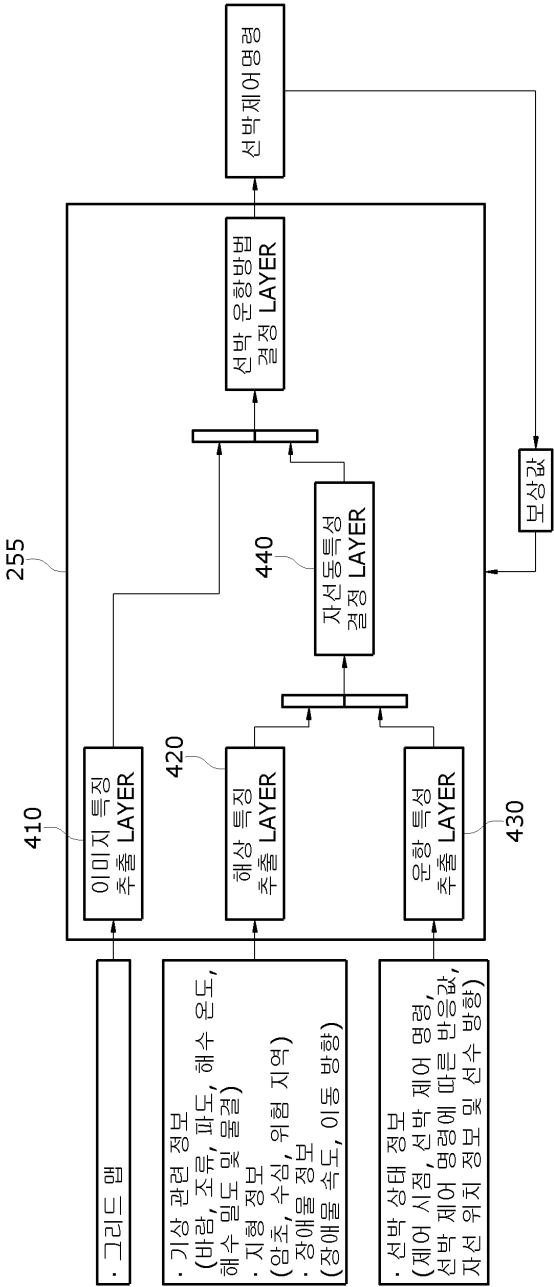 · 그리드 맵
· 기상 관련 정보
(바람, 조류, 파도, 해수 온도,
해수 밀도 및 물결)
· 지형 정보
(암초, 수심, 위험 지역)
· 장애물 정보
(장애물 속도, 이동 방향)
· 선박 상태 정보
(제어 시점, 선박 제어 명령,
선박 제어 명령에 따른 반응값,
자선 위치 정보 및 선수 방향)
410
이미지 특징
추출 LAYER
420
해상 특징
추출 LAYER
430
운항 특성
추출 LAYER
255
440
자선동특성
결정 LAYER
선박 운항방법
결정 LAYER
선박제어명령
보상값